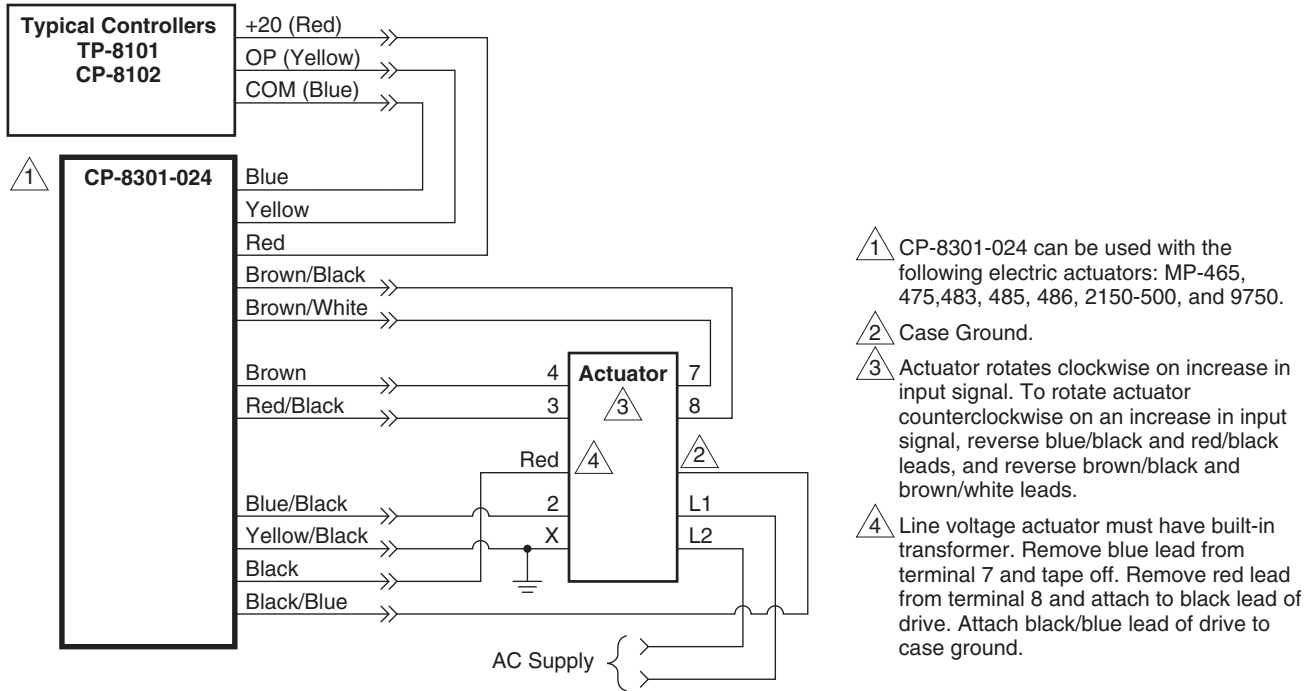 Typical Controllers
TP-8101
CP-8102
+20 (Red)
OP (Yellow)
COM (Blue)
1
CP-8301-024
Blue
Yellow
Red
Brown/Black
Brown/White
Brown
Red/Black
Blue/Black
Yellow/Black
Black
Black/Blue
4
3
Red
2
X
Actuator
3
4
7
8
2
L1
L2
AC Supply
1 CP-8301-024 can be used with the
following electric actuators: MP-465,
475,483, 485, 486, 2150-500, and 9750.
2 Case Ground.
3 Actuator rotates clockwise on increase in
input signal. To rotate actuator
counterclockwise on an increase in input
signal, reverse blue/black and red/black
leads, and reverse brown/black and
brown/white leads.
4 Line voltage actuator must have built-in
transformer. Remove blue lead from
terminal 7 and tape off. Remove red lead
from terminal 8 and attach to black lead of
drive. Attach black/blue lead of drive to
case ground.